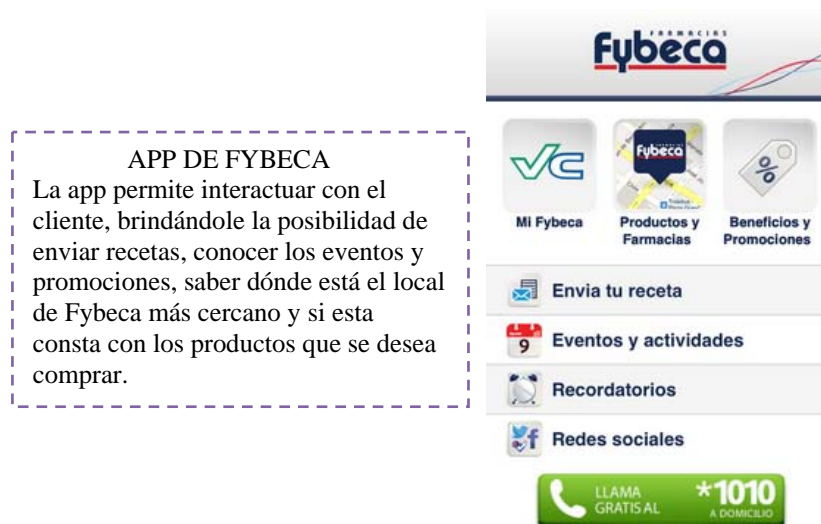 APP DE FYBECA
La app permite interactuar con el
cliente, brindándole la posibilidad de
enviar recetas, conocer los eventos y
promociones, saber dónde está el local
de Fybeca más cercano y si esta
consta con los productos que se desea
comprar.
FARMACIAS
Fybeca
Fybeca
Mi Fybeca
Productos y
Farmacias
%
Beneficios y
Promociones
Envia tu receta
9
Eventos y actividades
Recordatorios
Redes sociales
LLAMA
GRATIS AL
*1010
A DOMICILIO